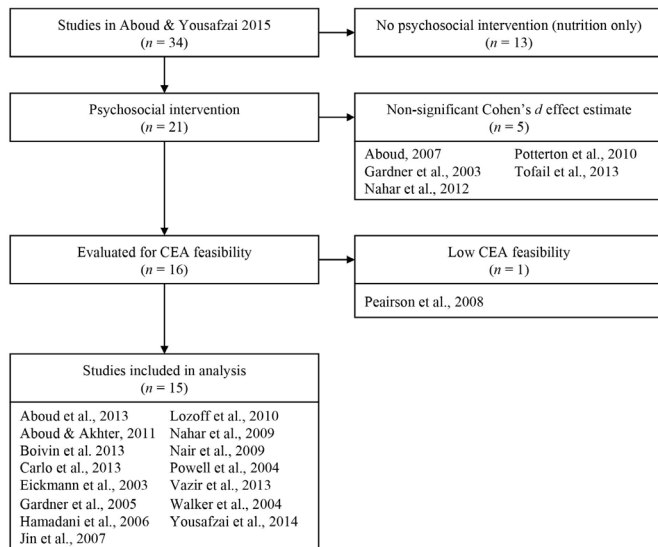 Studies in Aboud & Yousafzai 2015
(n = 34)
No psychosocial intervention (nutrition only)
(n = 13)
Psychosocial intervention
(n = 21)
Non-significant Cohen's d effect estimate
(n = 5)
Aboud, 2007 Potterton et al., 2010
Gardner et al., 2003 Tofail et al., 2013
Nahar et al., 2012
Evaluated for CEA feasibility
(n = 16)
Low CEA feasibility
(n = 1)
Peairson et al., 2008
Studies included in analysis
(n = 15)
Aboud et al., 2013 Lozoff et al., 2010
Aboud & Akhter, 2011 Nahar et al., 2009
Boivin et al. 2013 Nair et al., 2009
Carlo et al., 2013 Powell et al., 2004
Eickmann et al., 2003 Vazir et al., 2013
Gardner et al., 2005 Walker et al., 2004
Hamadani et al., 2006 Yousafzai et al., 2014
Jin et al., 2007